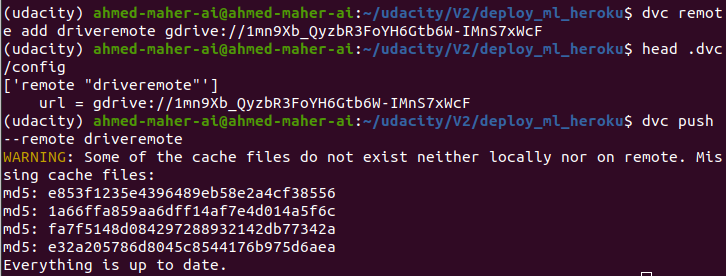 (udacity) ahmed-maher-ai@ahmed-maher-ai:~/udacity/V2/deploy_ml_heroku$ dvc remot
e add driveremote gdrive://1mn9Xb_QyzbR3FoYH6Gtb6W-IMnS7xWcF
(udacity) ahmed-maher-ai@ahmed-maher-ai:~/udacity/V2/deploy_ml_heroku$ head .dvc
/config
['remote "driveremote"']
    url = gdrive://1mn9Xb_QyzbR3FoYH6Gtb6W-IMnS7xWcF
(udacity) ahmed-maher-ai@ahmed-maher-ai:~/udacity/V2/deploy_ml_heroku$ dvc push
--remote driveremote
WARNING: Some of the cache files do not exist neither locally nor on remote. Mis
sing cache files:
md5: e853f1235e4396489eb58e2a4cf38556
md5: 1a66ffa859aa6dff14af7e4d014a5f6c
md5: fa7f5148d084297288932142db77342a
md5: e32a205786d8045c8544176b975d6aea
Everything is up to date.